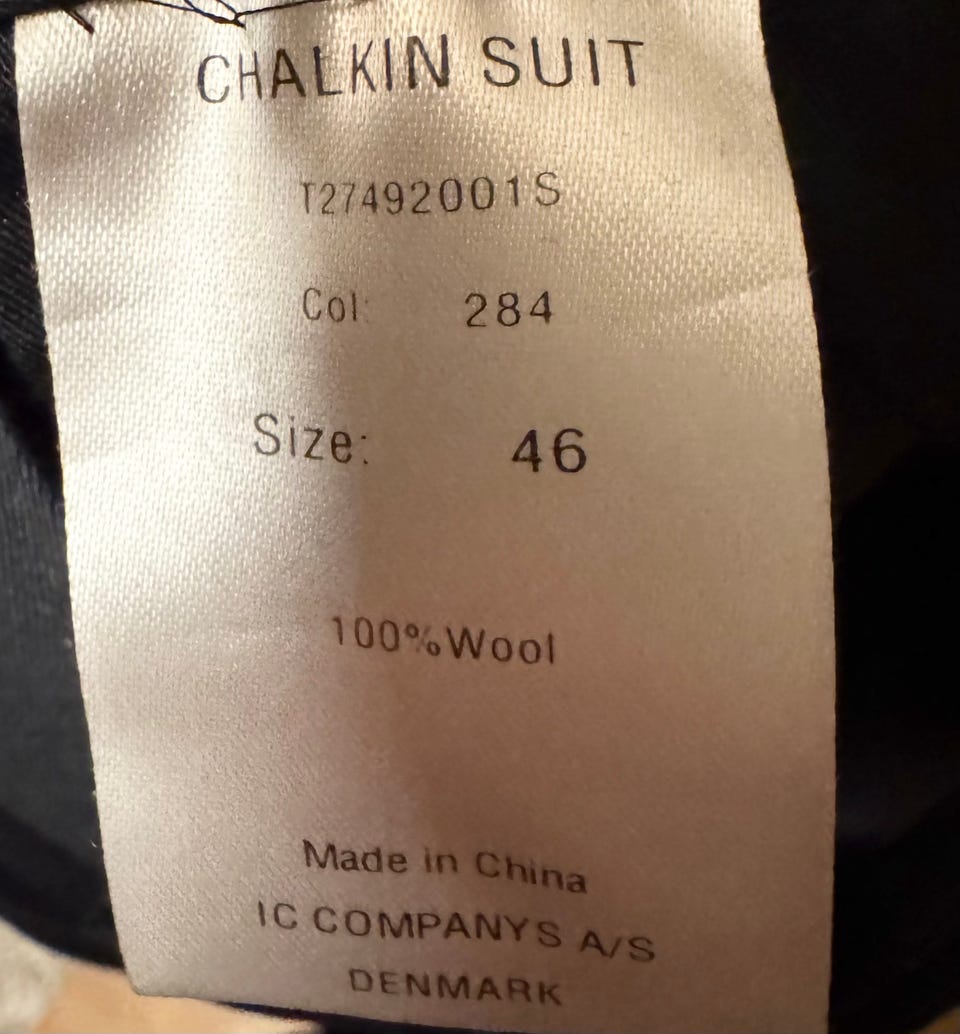 CHALKIN SUIT
T27492001S
Col: 284
Size: 46
100%Wool
Made in China
IC COMPANYS A/S
DENMARK